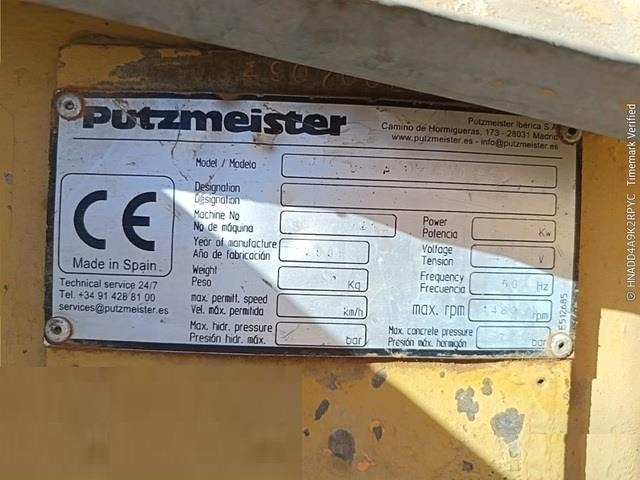 Putzmeister
Putzmeister Ibérica S.A.
Camino de Hormigueras, 173 - 28031 Madrid
www.putzmeister.es - info@putzmeister.es
Model / Modelo
Designation
Désignation
Machine No
No de máquina
Year of manufacture
Año de fabricación
Weight
Peso
Kg
max. permitt. speed
Vel. máx. permitida
km/h
Max. hidr. pressure
Presión hidr. máx.
bar
Power
Potencia
Kw
Voltage
Tension
V
Frequency
Frecuencia
50 Hz
max. rpm
rpm
Max. concrete pressure
Presión máx. hormigón
bar
CE
Made in Spain
Technical service 24/7
Tel. +34 91 428 81 00
services@putzmeister.es
E512685
© HNADD4A9K2RPYC Timemark Verified